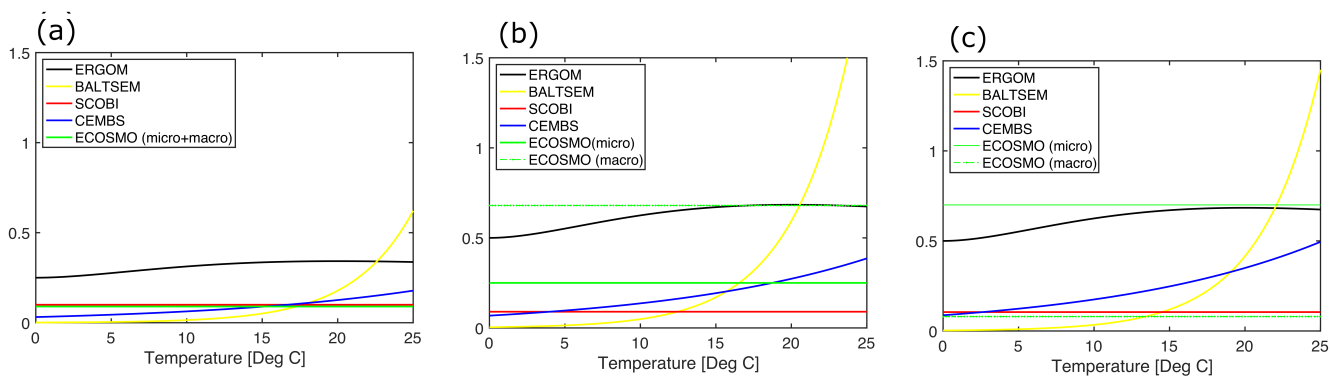 (a)
1.5
1
0.5
0
ERGOM
BALTSEM
SCOBI
CEMBS
ECOSMO (micro+macro)
0 5 10 15 20 25
Temperature [Deg C]
(b)
1.5
1
0.5
0
ERGOM
BALTSEM
SCOBI
CEMBS
ECOSMO(micro)
ECOSMO (macro)
0 5 10 15 20 25
Temperature [Deg C]
(c)
1.5
1
0.5
0
ERGOM
BALTSEM
SCOBI
CEMBS
ECOSMO (micro)
ECOSMO (macro)
0 5 10 15 20 25
Temperature [Deg C]